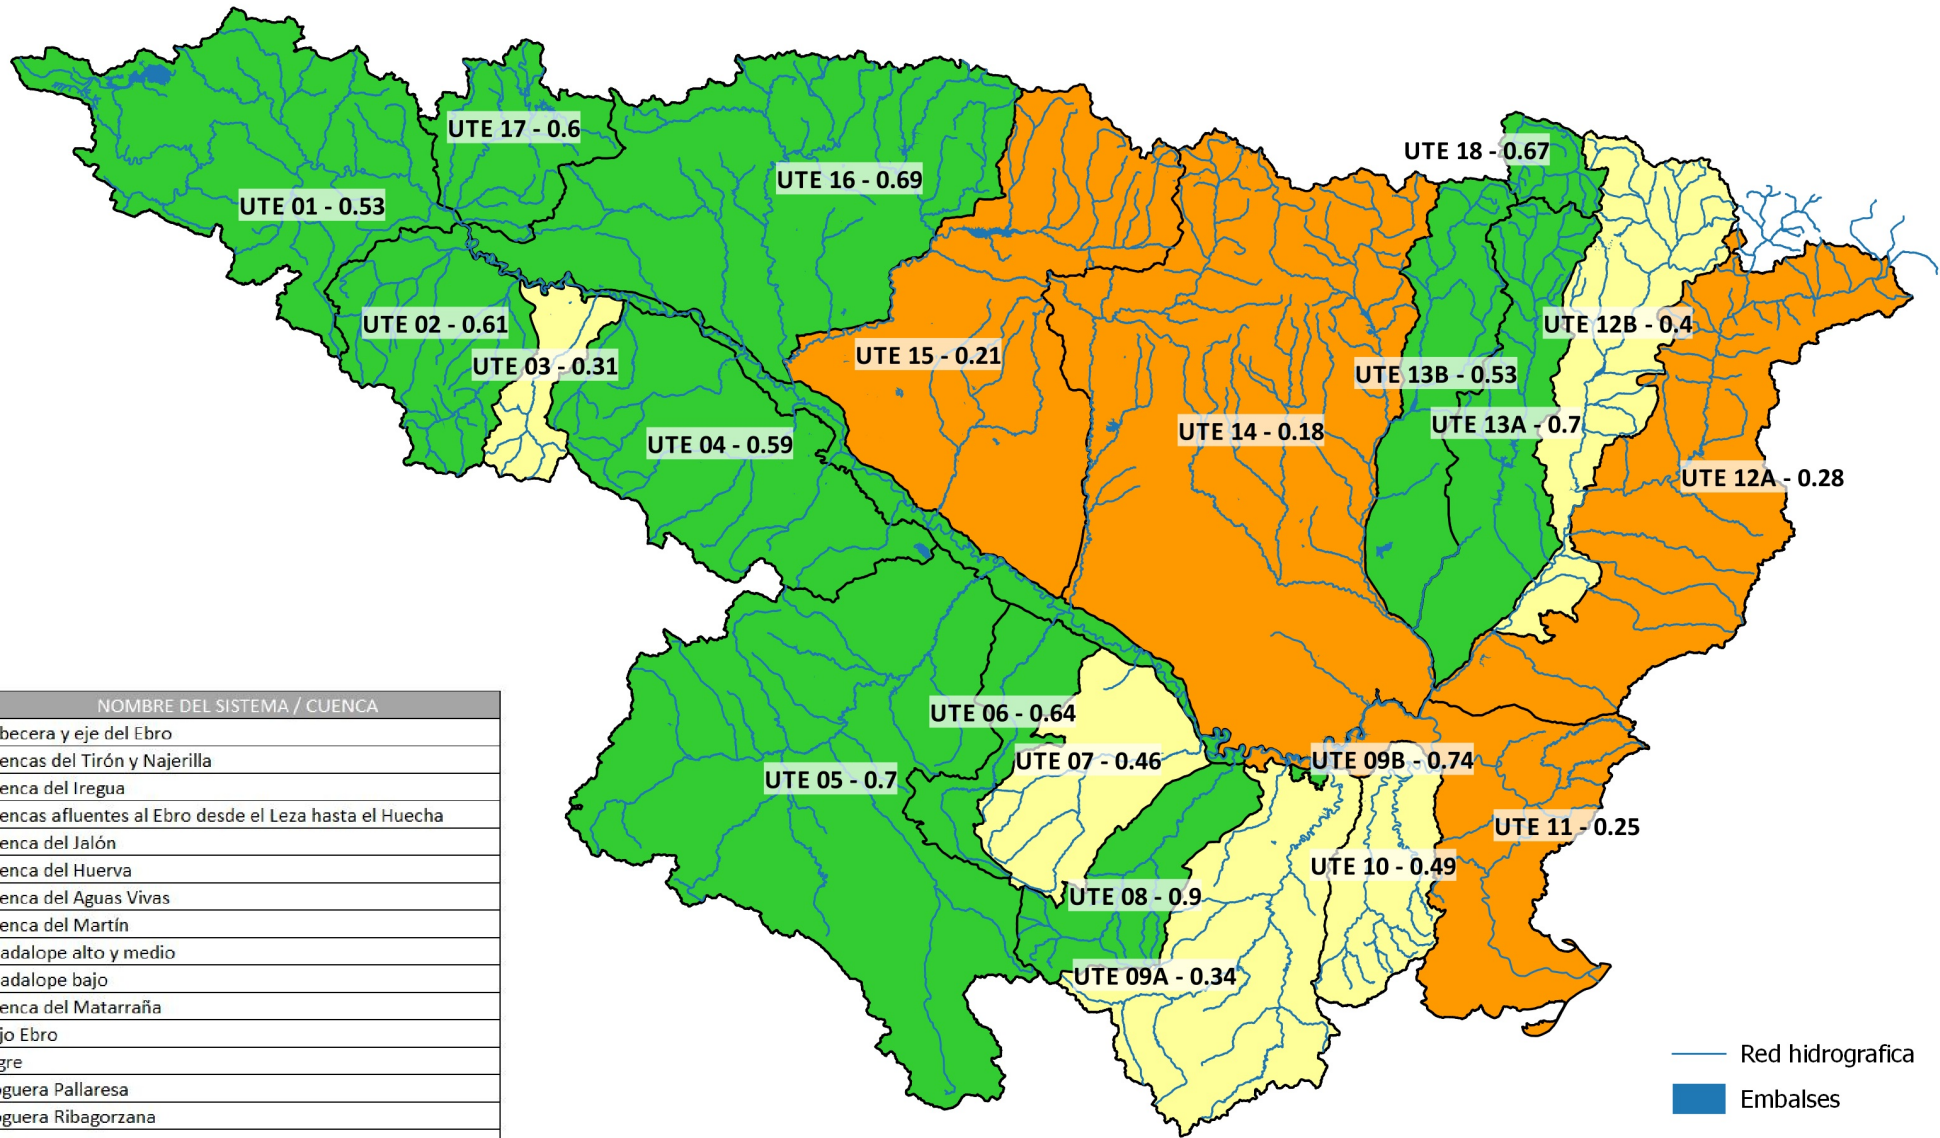 UTE 17 - 0.6
UTE 18 - 0.67
UTE 16 - 0.69
UTE 01 - 0.53
UTE 02 - 0.61
UTE 12B - 0.4
UTE 15 - 0.21
UTE 03 - 0.31
UTE 13B - 0.53
UTE 13A - 0.7
UTE 14 - 0.18
UTE 04 - 0.59
UTE 12A - 0.28
UTE 06 - 0.64
UTE 07 - 0.46
UTE 09B - 0.74
UTE 05 - 0.7
UTE 11 - 0.25
UTE 10 - 0.49
UTE 08 - 0.9
UTE 09A - 0.34
NOMBRE DEL SISTEMA / CUENCA
becera y eje del Ebro
encas del Tirón y Najerilla
enca del Iregua
encas afluentes al Ebro desde el Leza hasta el Huecha
enca del Jalón
enca del Huerva
enca del Aguas Vivas
enca del Martín
adalope alto y medio
adalope bajo
enca del Matarraña
jo Ebro
gre
guera Pallaresa
guera Ribagorzana
Red hidrografica
Embalses